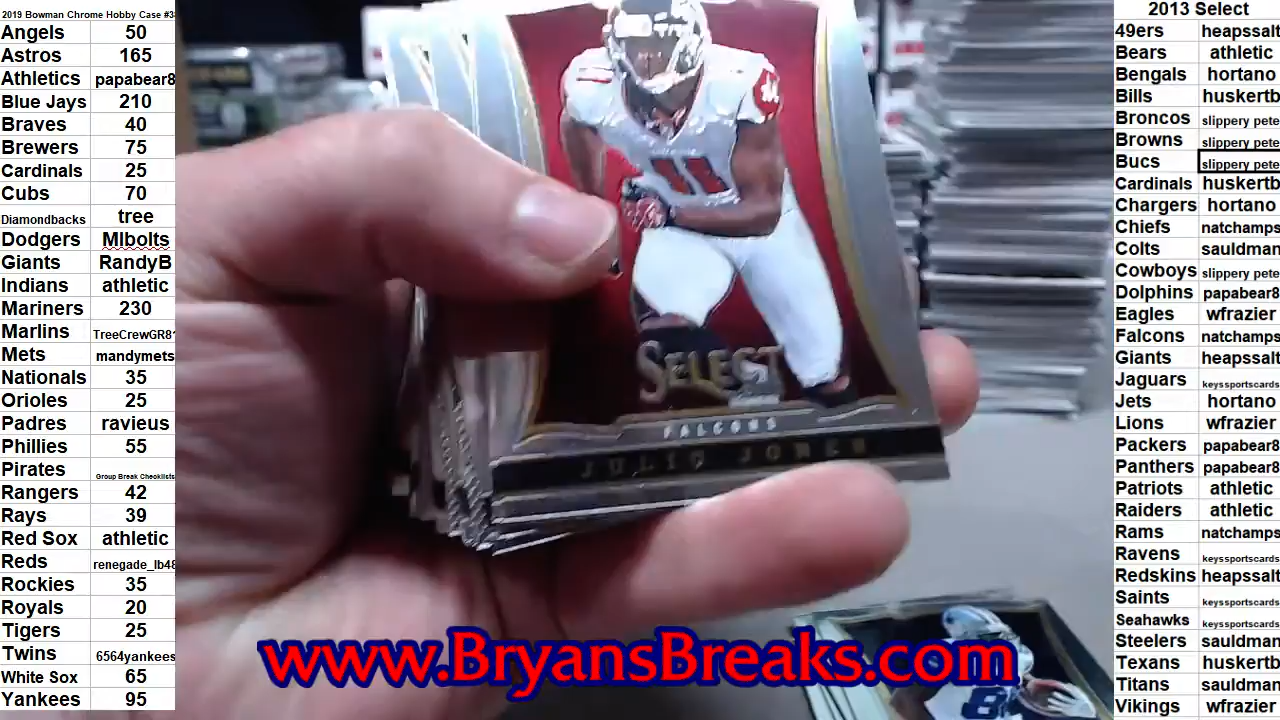 2019 Bowman Chrome Hobby Case #3
Angels 50
Astros 165
Athletics papabear8
Blue Jays 210
Braves 40
Brewers 75
Cardinals 25
Cubs 70
Diamondbacks tree
Dodgers Mlbolts
Giants RandyB
Indians athletic
Mariners 230
Marlins TreeCrewGR8
Mets mandymets
Nationals 35
Orioles 25
Padres ravieus
Phillies 55
Pirates Group Break Checklists
Rangers 42
Rays 39
Red Sox athletic
Reds renegade_lb48
Rockies 35
Royals 20
Tigers 25
Twins 6564yankees
White Sox 65
Yankees 95
11
SELECT
FALCONS
JULIO JONES
8
www.BryansBreaks.com
2013 Select
49ers heapssalt
Bears athletic
Bengals hortano
Bills huskertb
Broncos slippery pete
Browns slippery pete
Bucs slippery pete
Cardinals huskertb
Chargers hortano
Chiefs natchamps
Colts sauldman
Cowboys slippery pete
Dolphins papabear8
Eagles wfrazier
Falcons natchamps
Giants heapssalt
Jaguars keyssportscards
Jets hortano
Lions wfrazier
Packers papabear8
Panthers papabear8
Patriots athletic
Raiders athletic
Rams natchamps
Ravens keyssportscards
Redskins heapssalt
Saints keyssportscards
Seahawks keyssportscards
Steelers sauldman
Texans huskertb
Titans sauldman
Vikings wfrazier